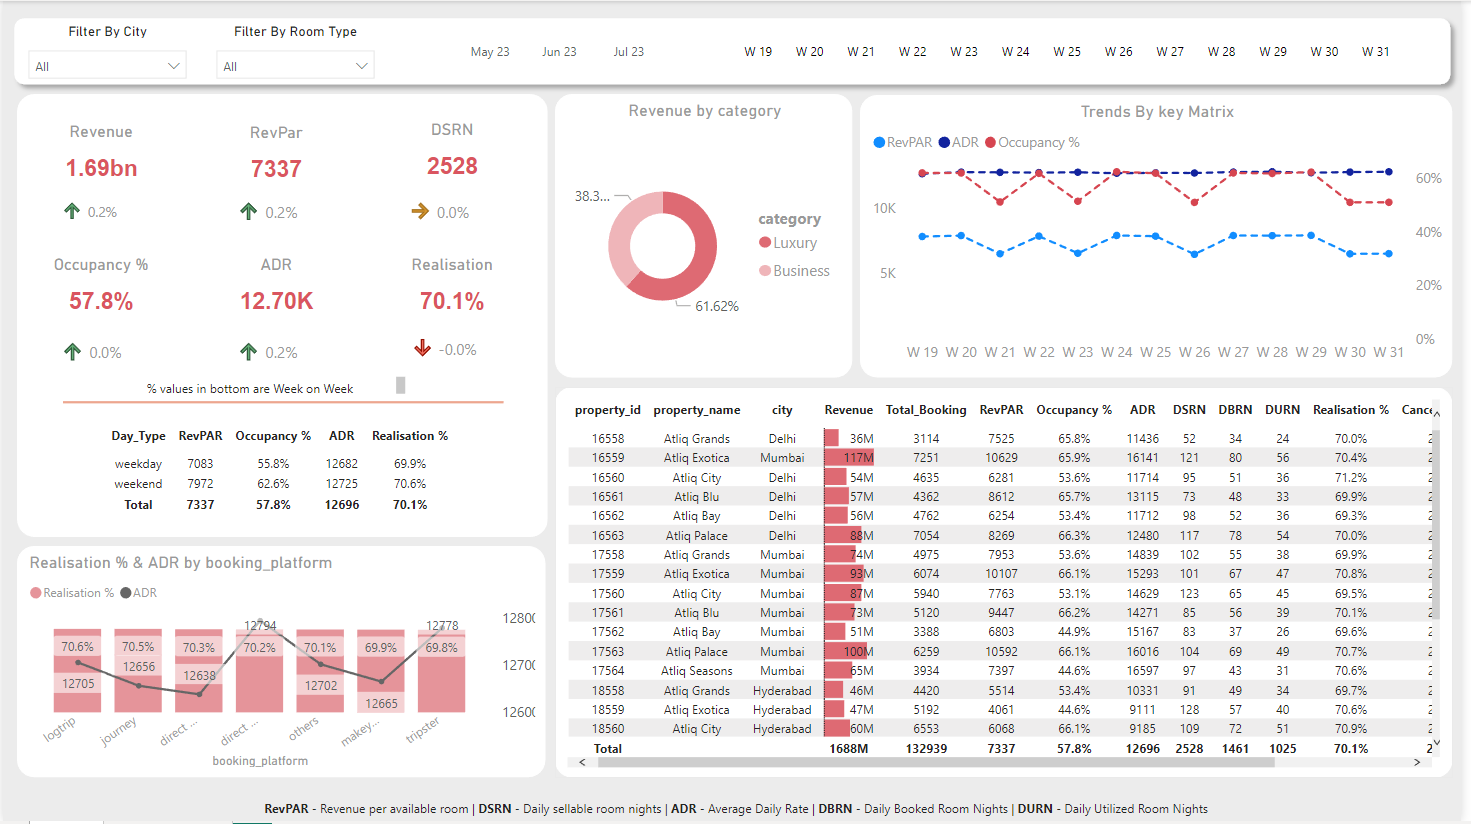 Filter By City
Filter By Room Type
All
All
May 23 Jun 23 Jul 23
W 19 W 20 W 21 W 22 W 23 W 24 W 25 W 26 W 27 W 28 W 29 W 30 W 31
Revenue
1.69bn
0.2%
RevPar
7337
0.2%
DSRN
2528
0.0%
Occupancy %
57.8%
0.0%
ADR
12.70K
0.2%
Realisation
70.1%
-0.0%
% values in bottom are Week on Week
Day_Type RevPAR Occupancy % ADR Realisation %
weekday 7083 55.8% 12682 69.9%
weekend 7972 62.6% 12725 70.6%
Total 7337 57.8% 12696 70.1%
Revenue by category
38.3...
61.62%
category
Luxury
Business
Trends By key Matrix
RevPAR ADR Occupancy %
10K
5K
60%
40%
20%
0%
W 19 W 20 W 21 W 22 W 23 W 24 W 25 W 26 W 27 W 28 W 29 W 30 W 31
Realisation % & ADR by booking_platform
Realisation % ADR
12800
12700
12600
12794 12778
70.6% 70.5% 70.3% 70.2% 70.1% 69.9% 69.8%
12705 12656 12638 12702 12665
logtrip journey direct ... direct ... others makey... tripster
booking_platform
property_id property_name city Revenue Total_Booking RevPAR Occupancy % ADR DSRN DBRN DURN Realisation % Cance
16558 Atliq Grands Delhi 36M 3114 7525 65.8% 11436 52 34 24 70.0% 2
16559 Atliq Exotica Mumbai 117M 7251 10629 65.9% 16141 121 80 56 70.4% 2
16560 Atliq City Delhi 54M 4635 6281 53.6% 11714 95 51 36 71.2% 2
16561 Atliq Blu Delhi 57M 4362 8612 65.7% 13115 73 48 33 69.9% 2
16562 Atliq Bay Delhi 56M 4762 6254 53.4% 11712 98 52 36 69.3% 2
16563 Atliq Palace Delhi 88M 7054 8269 66.3% 12480 117 78 54 70.0% 2
17558 Atliq Grands Mumbai 74M 4975 7953 53.6% 14839 102 55 38 69.9% 2
17559 Atliq Exotica Mumbai 93M 6074 10107 66.1% 15293 101 67 47 70.8% 2
17560 Atliq City Mumbai 87M 5940 7763 53.1% 14629 123 65 45 69.5% 2
17561 Atliq Blu Mumbai 73M 5120 9447 66.2% 14271 85 56 39 70.1% 2
17562 Atliq Bay Mumbai 51M 3388 6803 44.9% 15167 83 37 26 69.6% 2
17563 Atliq Palace Mumbai 100M 6259 10592 66.1% 16016 104 69 49 70.7% 2
17564 Atliq Seasons Mumbai 65M 3934 7397 44.6% 16597 97 43 31 70.6% 2
18558 Atliq Grands Hyderabad 46M 4420 5514 53.4% 10331 91 49 34 69.7% 2
18559 Atliq Exotica Hyderabad 47M 5192 4061 44.6% 9111 128 57 40 70.6% 2
18560 Atliq City Hyderabad 60M 6553 6068 66.1% 9185 109 72 51 70.9% 2
Total 1688M 132939 7337 57.8% 12696 2528 1461 1025 70.1% 2
RevPAR - Revenue per available room | DSRN - Daily sellable room nights | ADR - Average Daily Rate | DBRN - Daily Booked Room Nights | DURN - Daily Utilized Room Nights